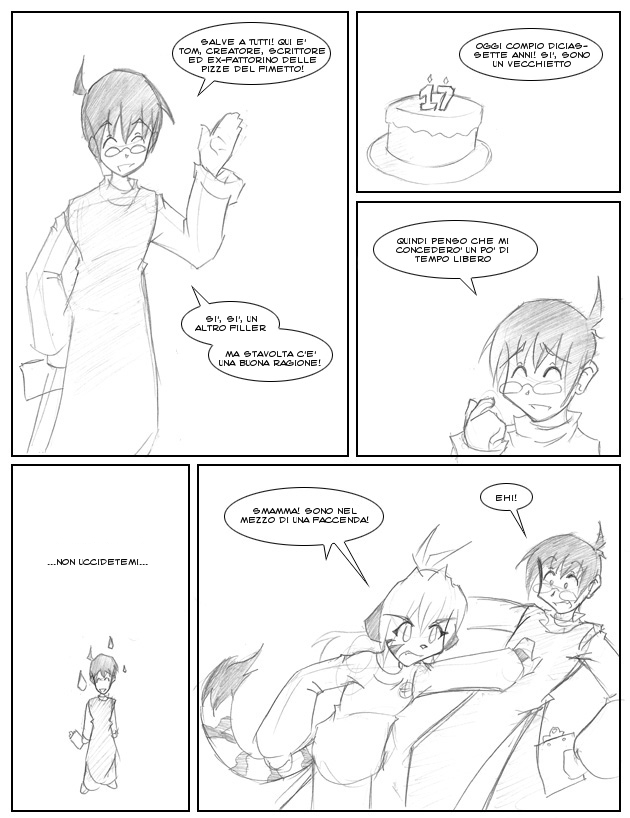 SALVE A TUTTI! QUI E'
TOM, CREATORE, SCRITTORE
ED EX-FATTORINO DELLE
PIZZE DEL FIMETTO!
SI', SI', UN
ALTRO FILLER
MA STAVOLTA C'E'
UNA BUONA RAGIONE!
OGGI COMPIO DICIAS-
SETTE ANNI! SI', SONO
UN VECCHIETTO
17
QUINDI PENSO CHE MI
CONCEDERO' UN PO' DI
TEMPO LIBERO
...NON UCCIDETEMI...
SMAMMA! SONO NEL
MEZZO DI UNA FACCENDA!
EHI!